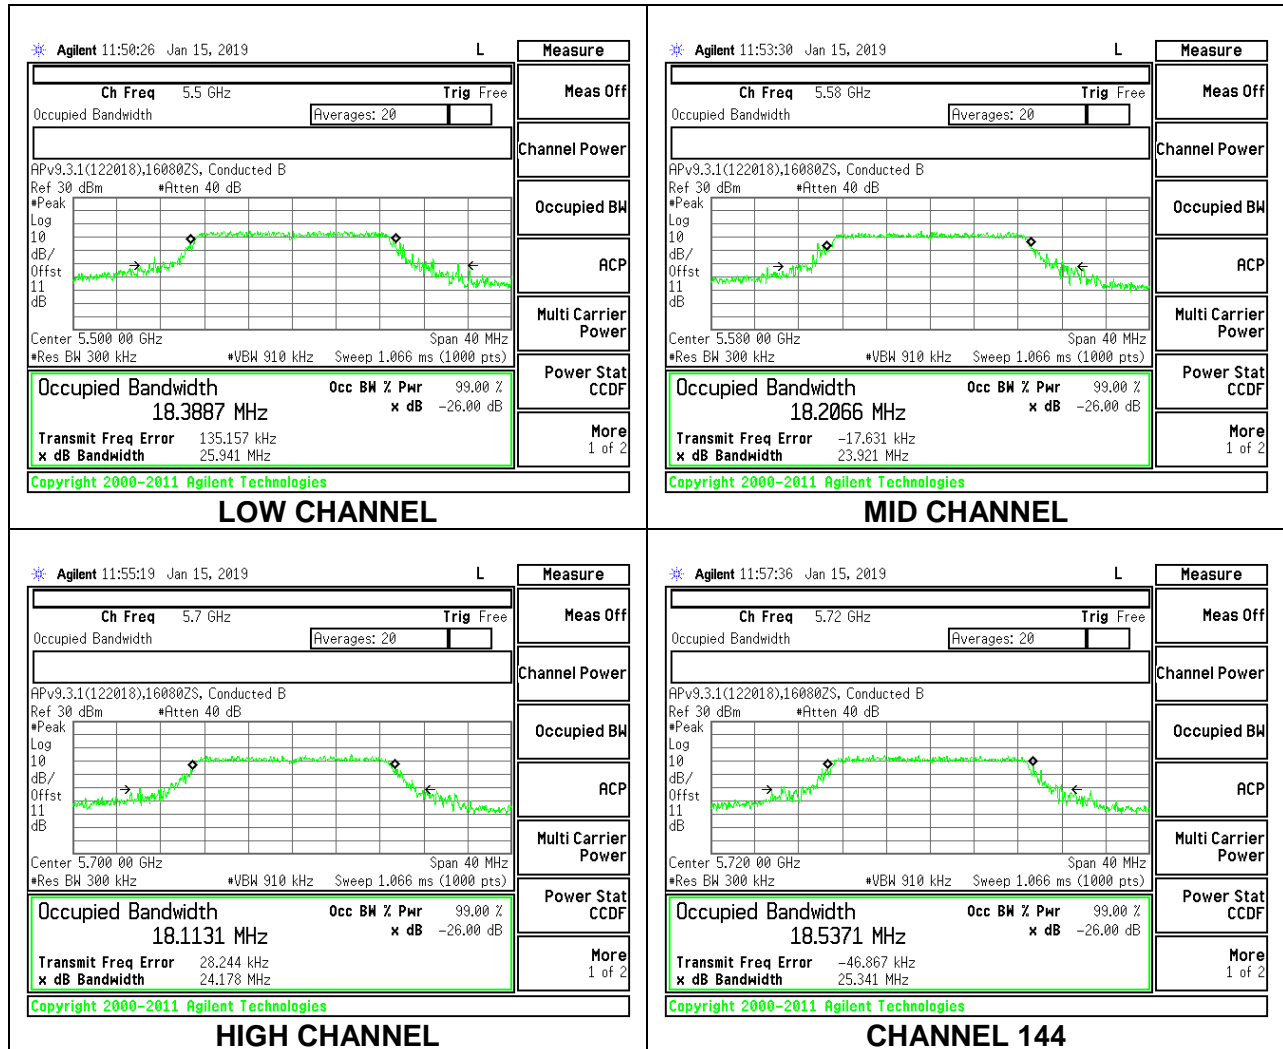 Agilent 11:50:26 Jan 15, 2019 L
Measure
Ch Freq 5.5 GHz Trig Free
Occupied Bandwidth Averages: 20
APv9.3.1(122018),16080ZS, Conducted B
Ref 30 dBm #Atten 40 dB
#Peak
Log
10
dB/
Offst
11
dB
Center 5.500 00 GHz Span 40 MHz
#Res BW 300 kHz #VBW 910 kHz Sweep 1.066 ms (1000 pts)
Occupied Bandwidth Occ BW % Pwr 99.00 %
18.3887 MHz x dB -26.00 dB
Transmit Freq Error 135.157 kHz
x dB Bandwidth 25.941 MHz
Copyright 2000-2011 Agilent Technologies
Meas Off
Channel Power
Occupied BW
ACP
Multi Carrier
Power
Power Stat
CCDF
More
1 of 2
LOW CHANNEL
Agilent 11:53:30 Jan 15, 2019 L
Measure
Ch Freq 5.58 GHz Trig Free
Occupied Bandwidth Averages: 20
APv9.3.1(122018),16080ZS, Conducted B
Ref 30 dBm #Atten 40 dB
#Peak
Log
10
dB/
Offst
11
dB
Center 5.580 00 GHz Span 40 MHz
#Res BW 300 kHz #VBW 910 kHz Sweep 1.066 ms (1000 pts)
Occupied Bandwidth Occ BW % Pwr 99.00 %
18.2066 MHz x dB -26.00 dB
Transmit Freq Error -17.631 kHz
x dB Bandwidth 23.921 MHz
Copyright 2000-2011 Agilent Technologies
Meas Off
Channel Power
Occupied BW
ACP
Multi Carrier
Power
Power Stat
CCDF
More
1 of 2
MID CHANNEL
Agilent 11:55:19 Jan 15, 2019 L
Measure
Ch Freq 5.7 GHz Trig Free
Occupied Bandwidth Averages: 20
APv9.3.1(122018),16080ZS, Conducted B
Ref 30 dBm #Atten 40 dB
#Peak
Log
10
dB/
Offst
11
dB
Center 5.700 00 GHz Span 40 MHz
#Res BW 300 kHz #VBW 910 kHz Sweep 1.066 ms (1000 pts)
Occupied Bandwidth Occ BW % Pwr 99.00 %
18.1131 MHz x dB -26.00 dB
Transmit Freq Error 28.244 kHz
x dB Bandwidth 24.178 MHz
Copyright 2000-2011 Agilent Technologies
Meas Off
Channel Power
Occupied BW
ACP
Multi Carrier
Power
Power Stat
CCDF
More
1 of 2
HIGH CHANNEL
Agilent 11:57:36 Jan 15, 2019 L
Measure
Ch Freq 5.72 GHz Trig Free
Occupied Bandwidth Averages: 20
APv9.3.1(122018),16080ZS, Conducted B
Ref 30 dBm #Atten 40 dB
#Peak
Log
10
dB/
Offst
11
dB
Center 5.720 00 GHz Span 40 MHz
#Res BW 300 kHz #VBW 910 kHz Sweep 1.066 ms (1000 pts)
Occupied Bandwidth Occ BW % Pwr 99.00 %
18.5371 MHz x dB -26.00 dB
Transmit Freq Error -46.867 kHz
x dB Bandwidth 25.341 MHz
Copyright 2000-2011 Agilent Technologies
Meas Off
Channel Power
Occupied BW
ACP
Multi Carrier
Power
Power Stat
CCDF
More
1 of 2
CHANNEL 144